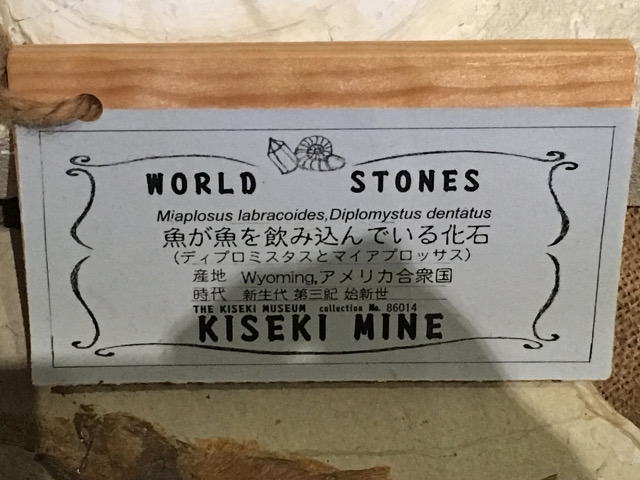 WORLD STONES
Miaplosus labracoides,Diplomystus dentatus
魚が魚を飲み込んでいる化石
（ディプロミスタスとマイアプロッサス）
産地 Wyoming,アメリカ合衆国
時代 新生代 第三紀 始新世
THE KISEKI MUSEUM collection No. 86014
KISEKI MINE